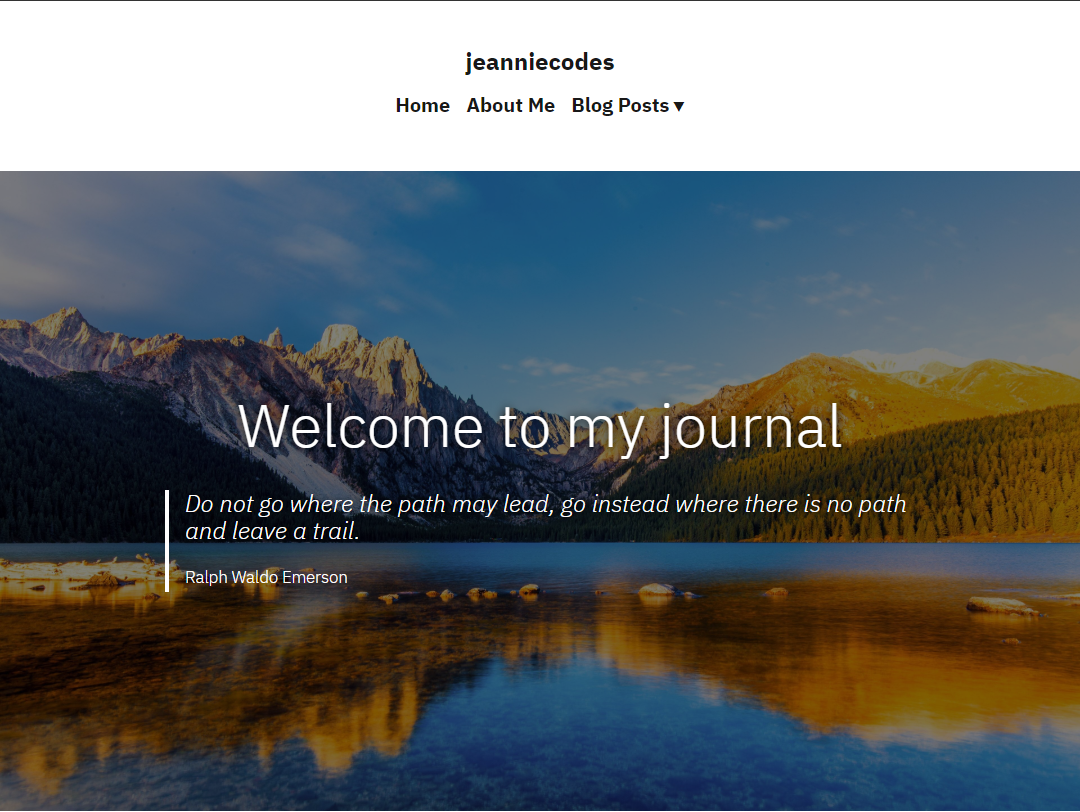 jeanniecodes
Home About Me Blog Posts ▼
Welcome to my journal
Do not go where the path may lead, go instead where there is no path
and leave a trail.
Ralph Waldo Emerson